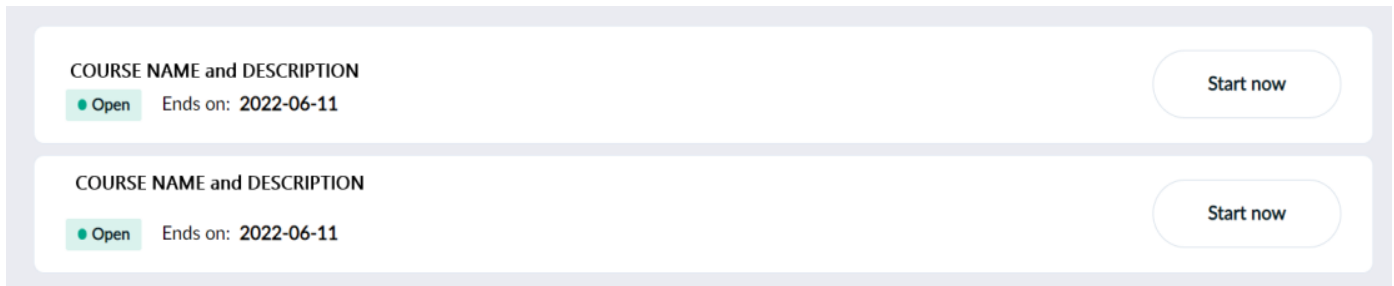 COURSE NAME and DESCRIPTION
Open Ends on: 2022-06-11
Start now
COURSE NAME and DESCRIPTION
Open Ends on: 2022-06-11
Start now